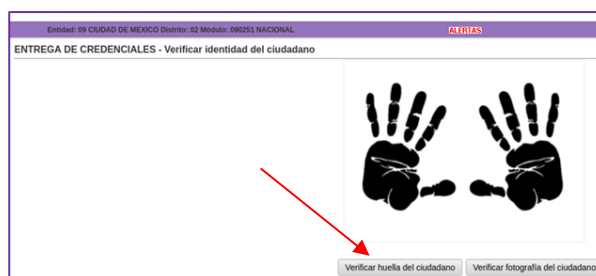 Entidad: 09 CIUDAD DE MEXICO Distrito: 02 Módulo: 090251 NACIONAL ALERTAS
ENTREGA DE CREDENCIALES - Verificar identidad del ciudadano
Verificar huella del ciudadano Verificar fotografía del ciudadano